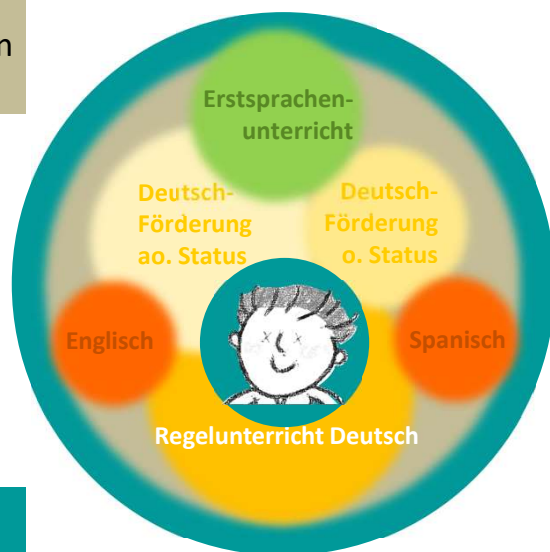 n
Erstsprachen-
unterricht
Deutsch-
Förderung
ao. Status
Deutsch-
Förderung
o. Status
Englisch
Spanisch
Regelunterricht Deutsch